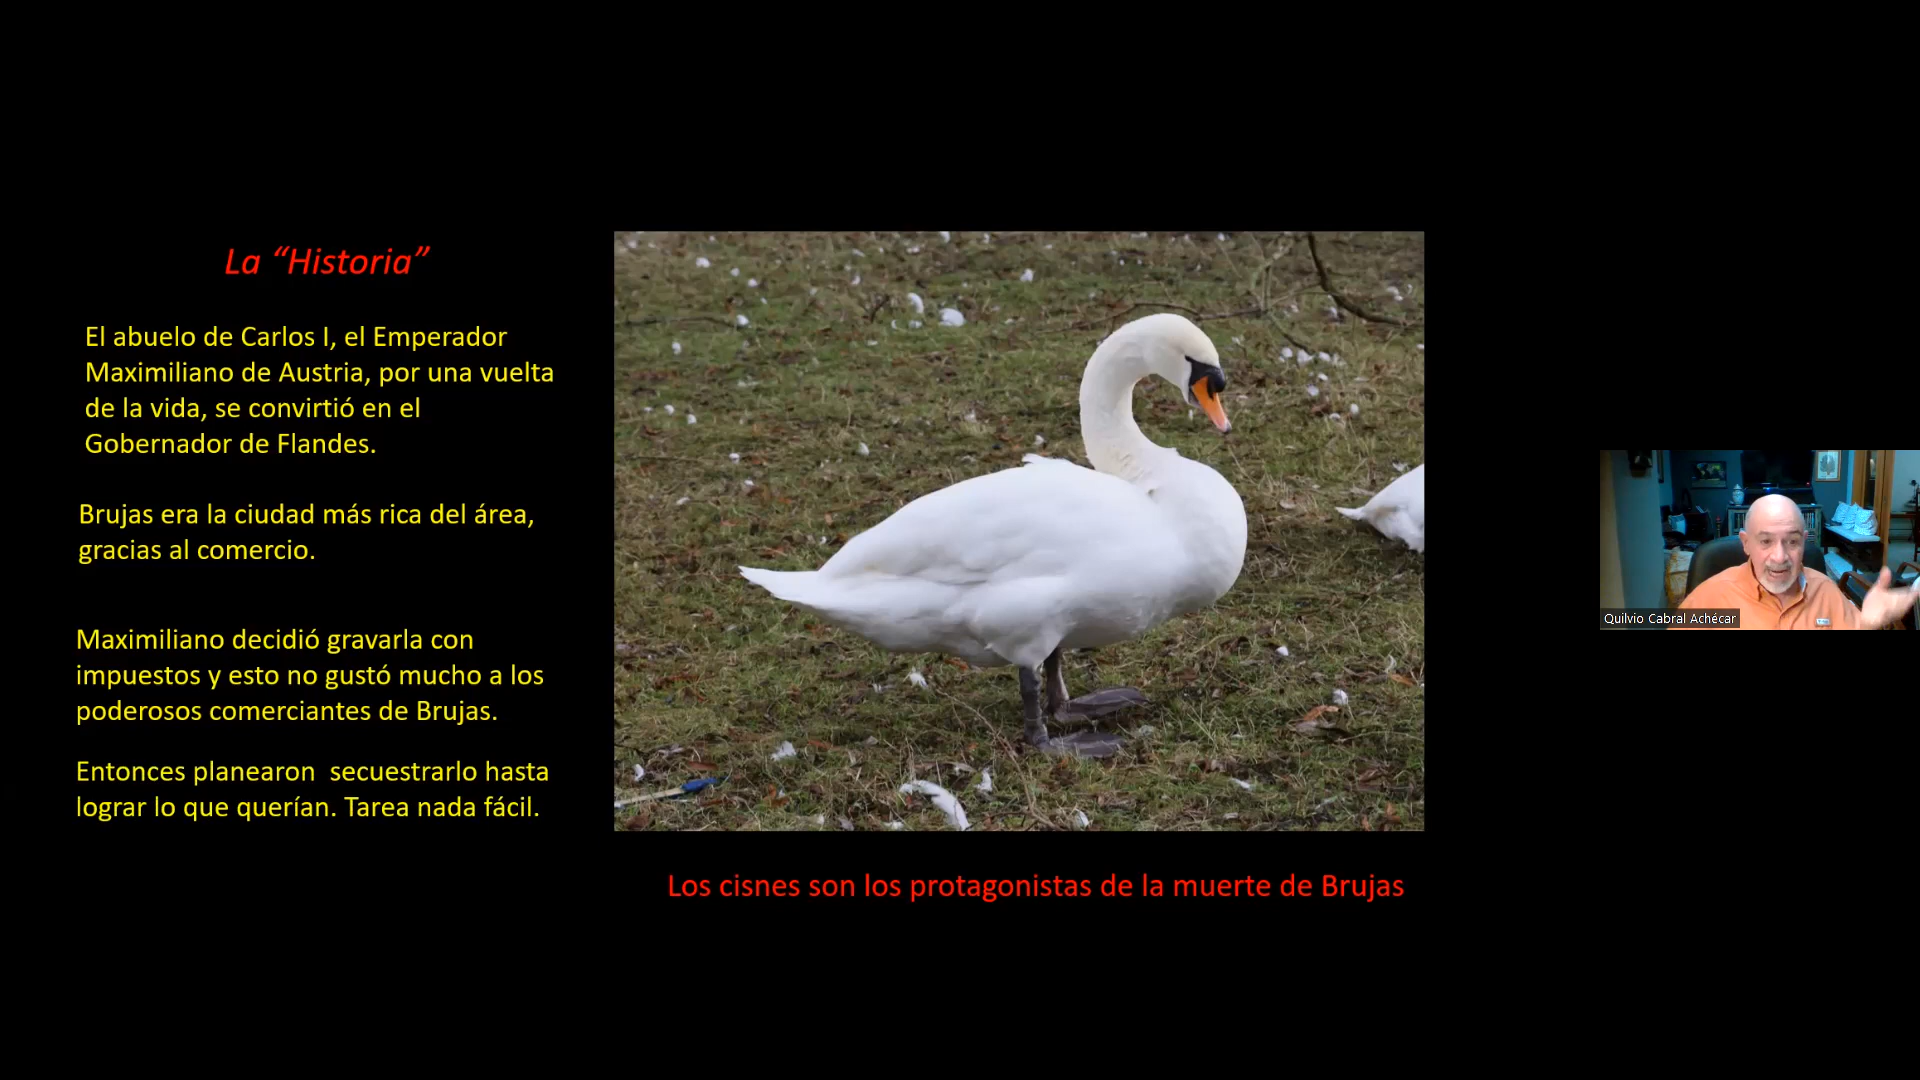 La “Historia”
El abuelo de Carlos I, el Emperador
Maximiliano de Austria, por una vuelta
de la vida, se convirtió en el
Gobernador de Flandes.
Brujas era la ciudad más rica del área,
gracias al comercio.
Maximiliano decidió gravarla con
impuestos y esto no gustó mucho a los
poderosos comerciantes de Brujas.
Entonces planearon  secuestrarlo hasta
lograr lo que querían. Tarea nada fácil.
Los cisnes son los protagonistas de la muerte de Brujas
Quilvio Cabral Achécar